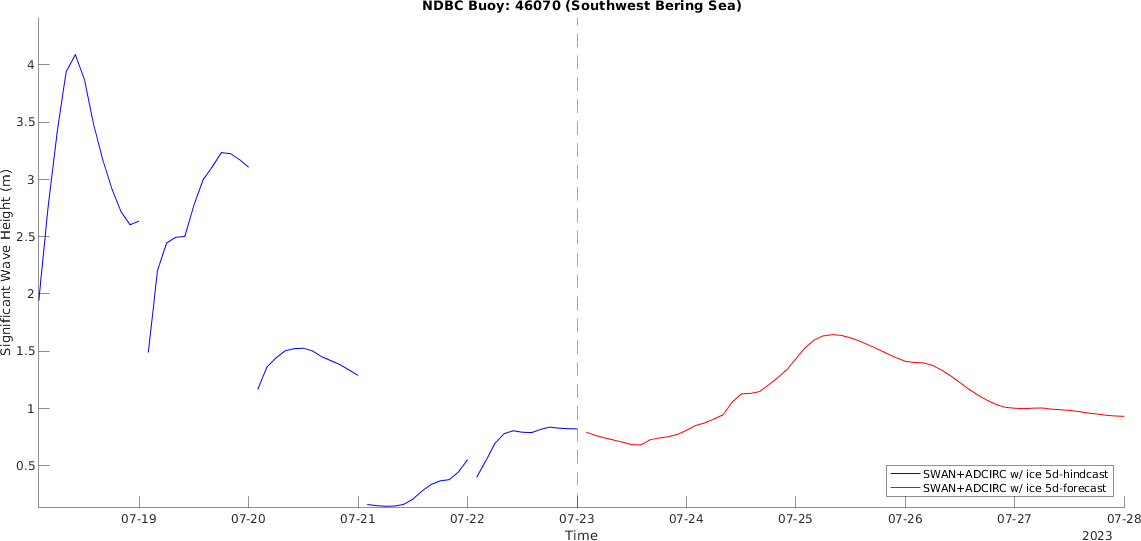 NDBC Buoy: 46070 (Southwest Bering Sea)
Significant Wave Height (m)
4
3.5
3
2.5
2
1.5
1
0.5
SWAN+ADCIRC w/ ice 5d-hindcast
SWAN+ADCIRC w/ ice 5d-forecast
07-19 07-20 07-21 07-22 07-23 07-24 07-25 07-26 07-27 07-28
Time
2023